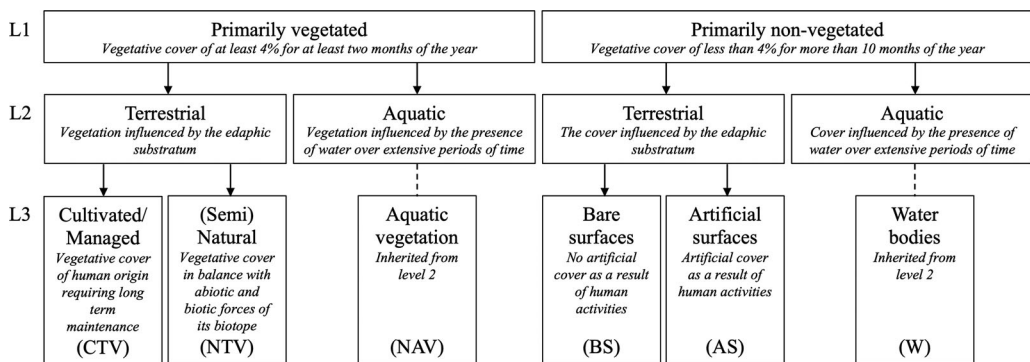 L1
Primarily vegetated
Vegetative cover of at least 4% for at least two months of the year
Primarily non-vegetated
Vegetative cover of less than 4% for more than 10 months of the year
L2
Terrestrial
Vegetation influenced by the edaphic
substratum
Aquatic
Vegetation influenced by the presence
of water over extensive periods of time
Terrestrial
The cover influenced by the edaphic
substratum
Aquatic
Cover influenced by the presence of
water over extensive periods of time
L3
Cultivated/
Managed
Vegetative cover
of human origin
requiring long
term
maintenance
(CTV)
(Semi)
Natural
Vegetative cover
in balance with
abiotic and
biotic forces of
its biotope
(NTV)
Aquatic
vegetation
Inherited from
level 2
(NAV)
Bare
surfaces
No artificial
cover as a result
of human
activities
(BS)
Artificial
surfaces
Artificial cover
as a result of
human activities
(AS)
Water
bodies
Inherited from
level 2
(W)